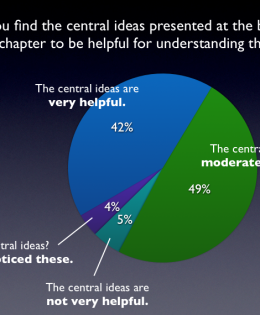 ou find the central ideas presented at the b
chapter to be helpful for understanding th
The central ideas are
very helpful.
42%
The centra
moderate
49%
4%
5%
tral ideas?
oticed these.
The central ideas are
not very helpful.